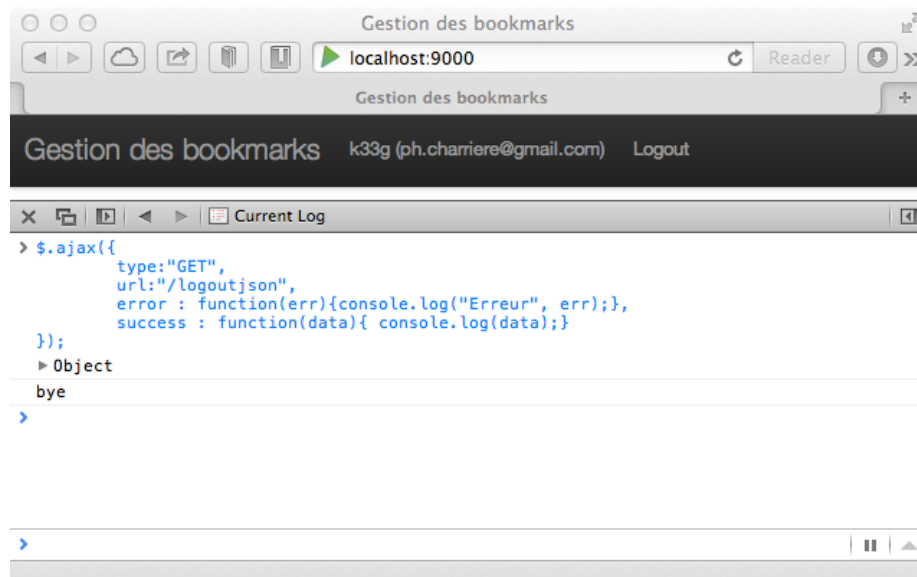 Gestion des bookmarks
localhost:9000
Reader
Gestion des bookmarks
Gestion des bookmarks k33g (ph.charriere@gmail.com) Logout
Current Log
$.ajax({
type:"GET",
url:"/logoutjson",
error : function(err){console.log("Erreur", err);},
success : function(data){ console.log(data);}
});
Object
bye